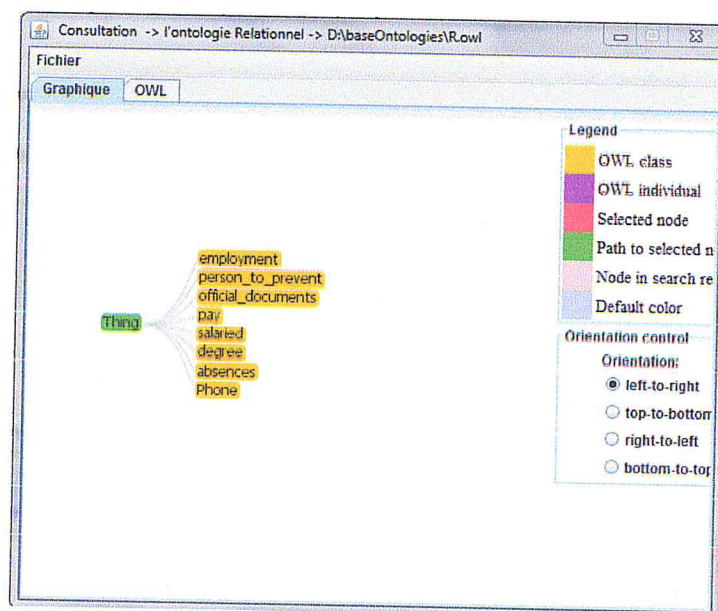 Consultation -> l'ontologie Relationnel -> D:\baseOntologies\R.owl
Fichier
Graphique OWL
Legend
OWL class
OWL individual
Selected node
Path to selected n
Node in search re
Default color
Orientation control
Orientation:
left-to-right
top-to-bottom
right-to-left
bottom-to-top
Thing
employment
person_to_prevent
official_documents
pay
salaried
degree
absences
Phone